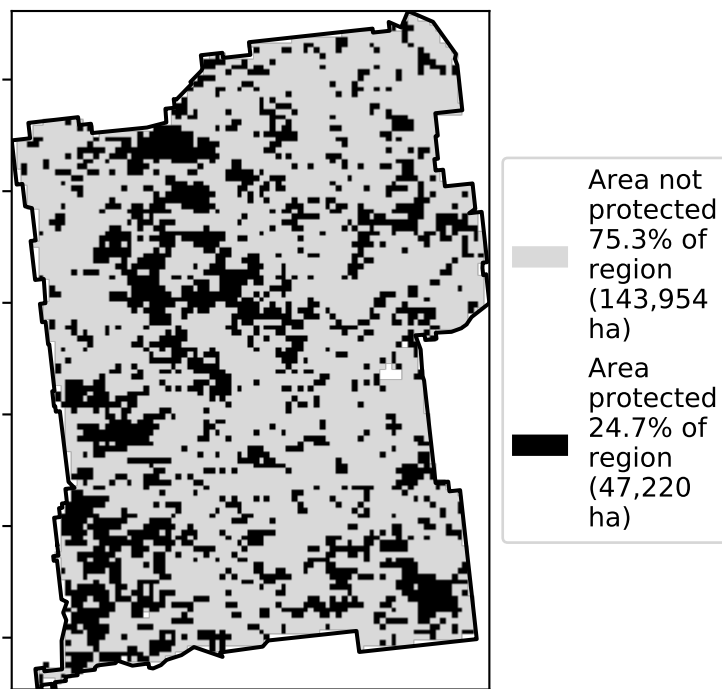 Area not
protected
75.3% of
region
(143,954
ha)
Area
protected
24.7% of
region
(47,220
ha)